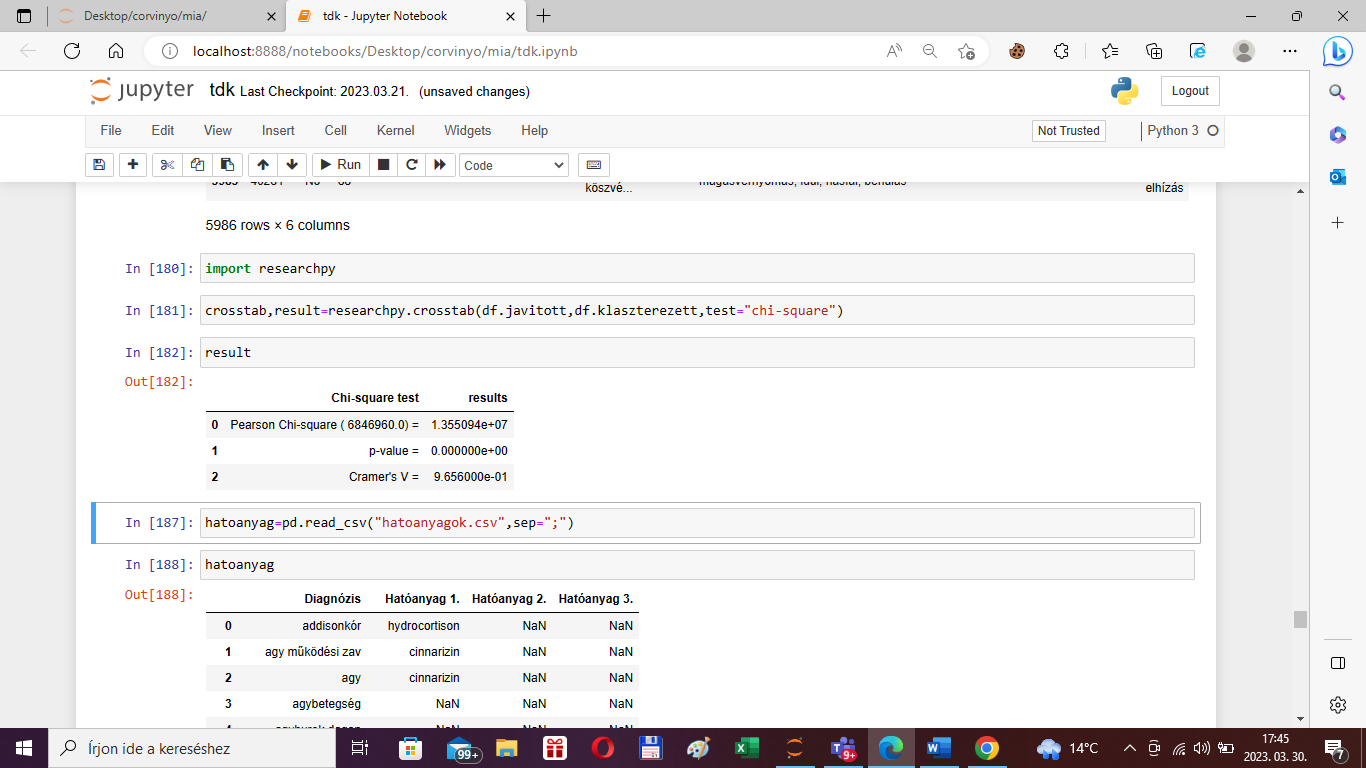 Desktop/corvinyo/mia/
tdk - Jupyter Notebook
localhost:8888/notebooks/Desktop/corvinyo/mia/tdk.ipynb
jupyter tdk Last Checkpoint: 2023.03.21. (unsaved changes)
Logout
File Edit View Insert Cell Kernel Widgets Help
Not Trusted
Python 3
Run
Code
köszvé...
elhízás
5986 rows × 6 columns
In [180]: import researchpy
In [181]: crosstab,result=researchpy.crosstab(df.javitott,df.klaszterezett,test="chi-square")
In [182]: result
Out[182]:
Chi-square test results
0 Pearson Chi-square ( 6846960.0) = 1.355094e+07
1 p-value = 0.000000e+00
2 Cramer's V = 9.656000e-01
In [187]: hatoanyag=pd.read_csv("hatoanyagok.csv",sep=";")
In [188]: hatoanyag
Out[188]:
Diagnózis Hatóanyag 1. Hatóanyag 2. Hatóanyag 3.
0 addisonkór hydrocortison NaN NaN
1 agy működési zav cinnarizin NaN NaN
2 agy cinnarizin NaN NaN
3 agybetegség NaN NaN NaN
Írjon ide a kereséshez
99+
9+
14°C
17:45
2023. 03. 30.
7